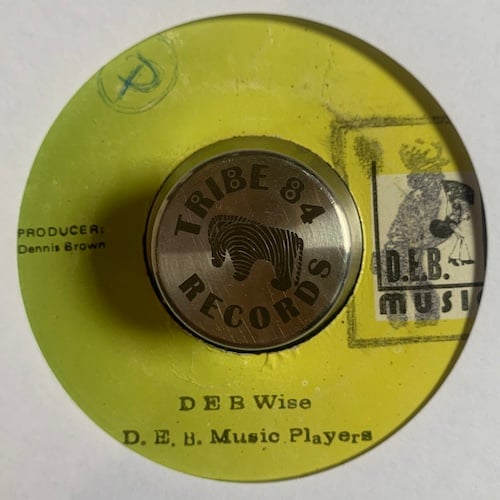 TRIBE 84
RECORDS
PRODUCER:
Dennis Brown
D.E.B.
MUSIC
D E B Wise
D. E. B. Music Players